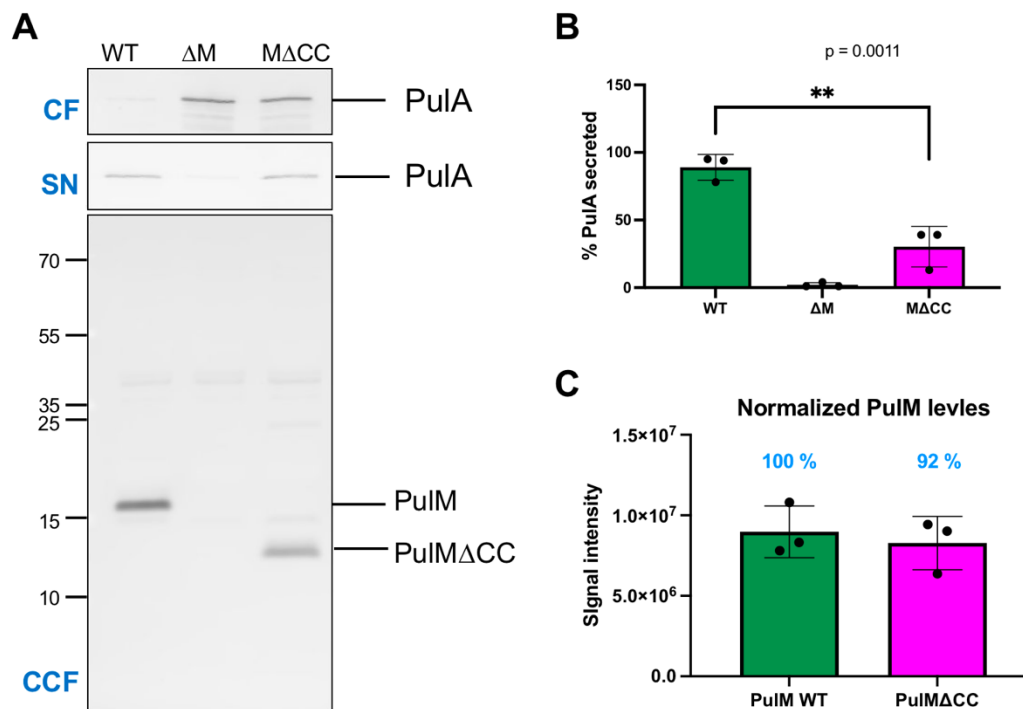 A
WT ΔM MΔCC
CF
PulA
SN
PulA
70
55
35
25
15
10
PulM
PulMΔCC
CCF
B
p = 0.0011
**
% PulA secreted
150
100
50
0
WT ΔM MΔCC
C
Normalized PulM levles
100 % 92 %
SIgnal intensity
1.5×10⁷
1.0×10⁷
5.0×10⁶
0.0
PulM WT PulMΔCC